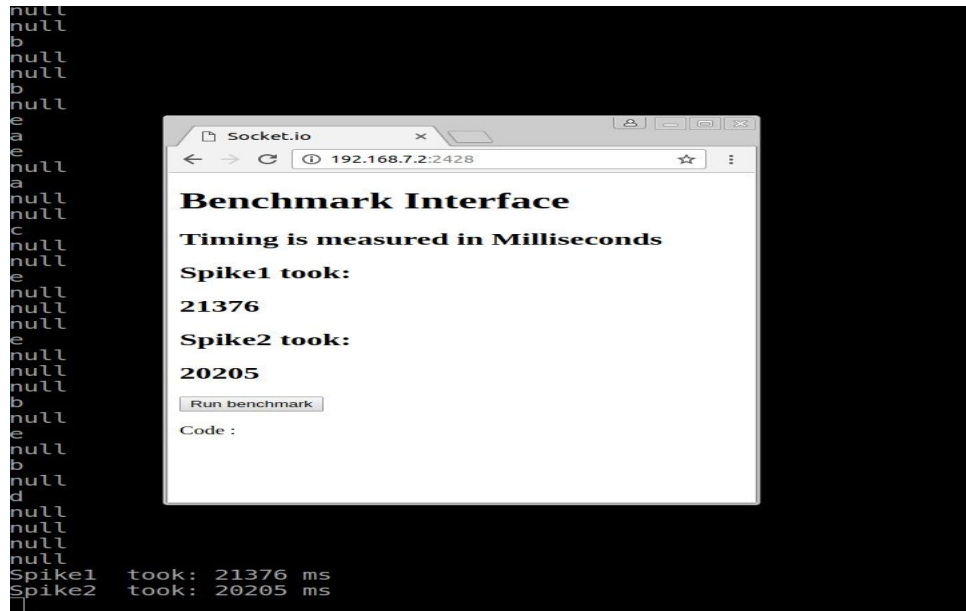 null
null
b
null
null
b
null
e
a
e
null
a
null
null
c
null
null
e
null
null
null
e
null
null
null
b
null
e
null
b
null
d
null
null
null
null
Spike1 took: 21376 ms
Spike2 took: 20205 ms
Socket.io
192.168.7.2:2428
Benchmark Interface
Timing is measured in Milliseconds
Spike1 took:
21376
Spike2 took:
20205
Run benchmark
Code :